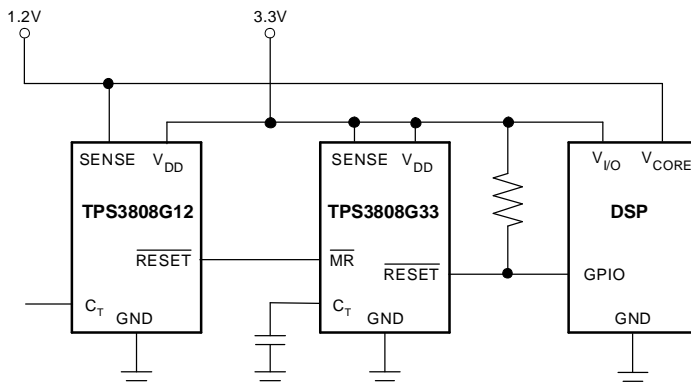 1.2V
3.3V
SENSE V_DD
SENSE V_DD
V_I/O V_CORE
TPS3808G12
TPS3808G33
DSP
RESET
MR
RESET
GPIO
C_T
C_T
GND
GND
GND